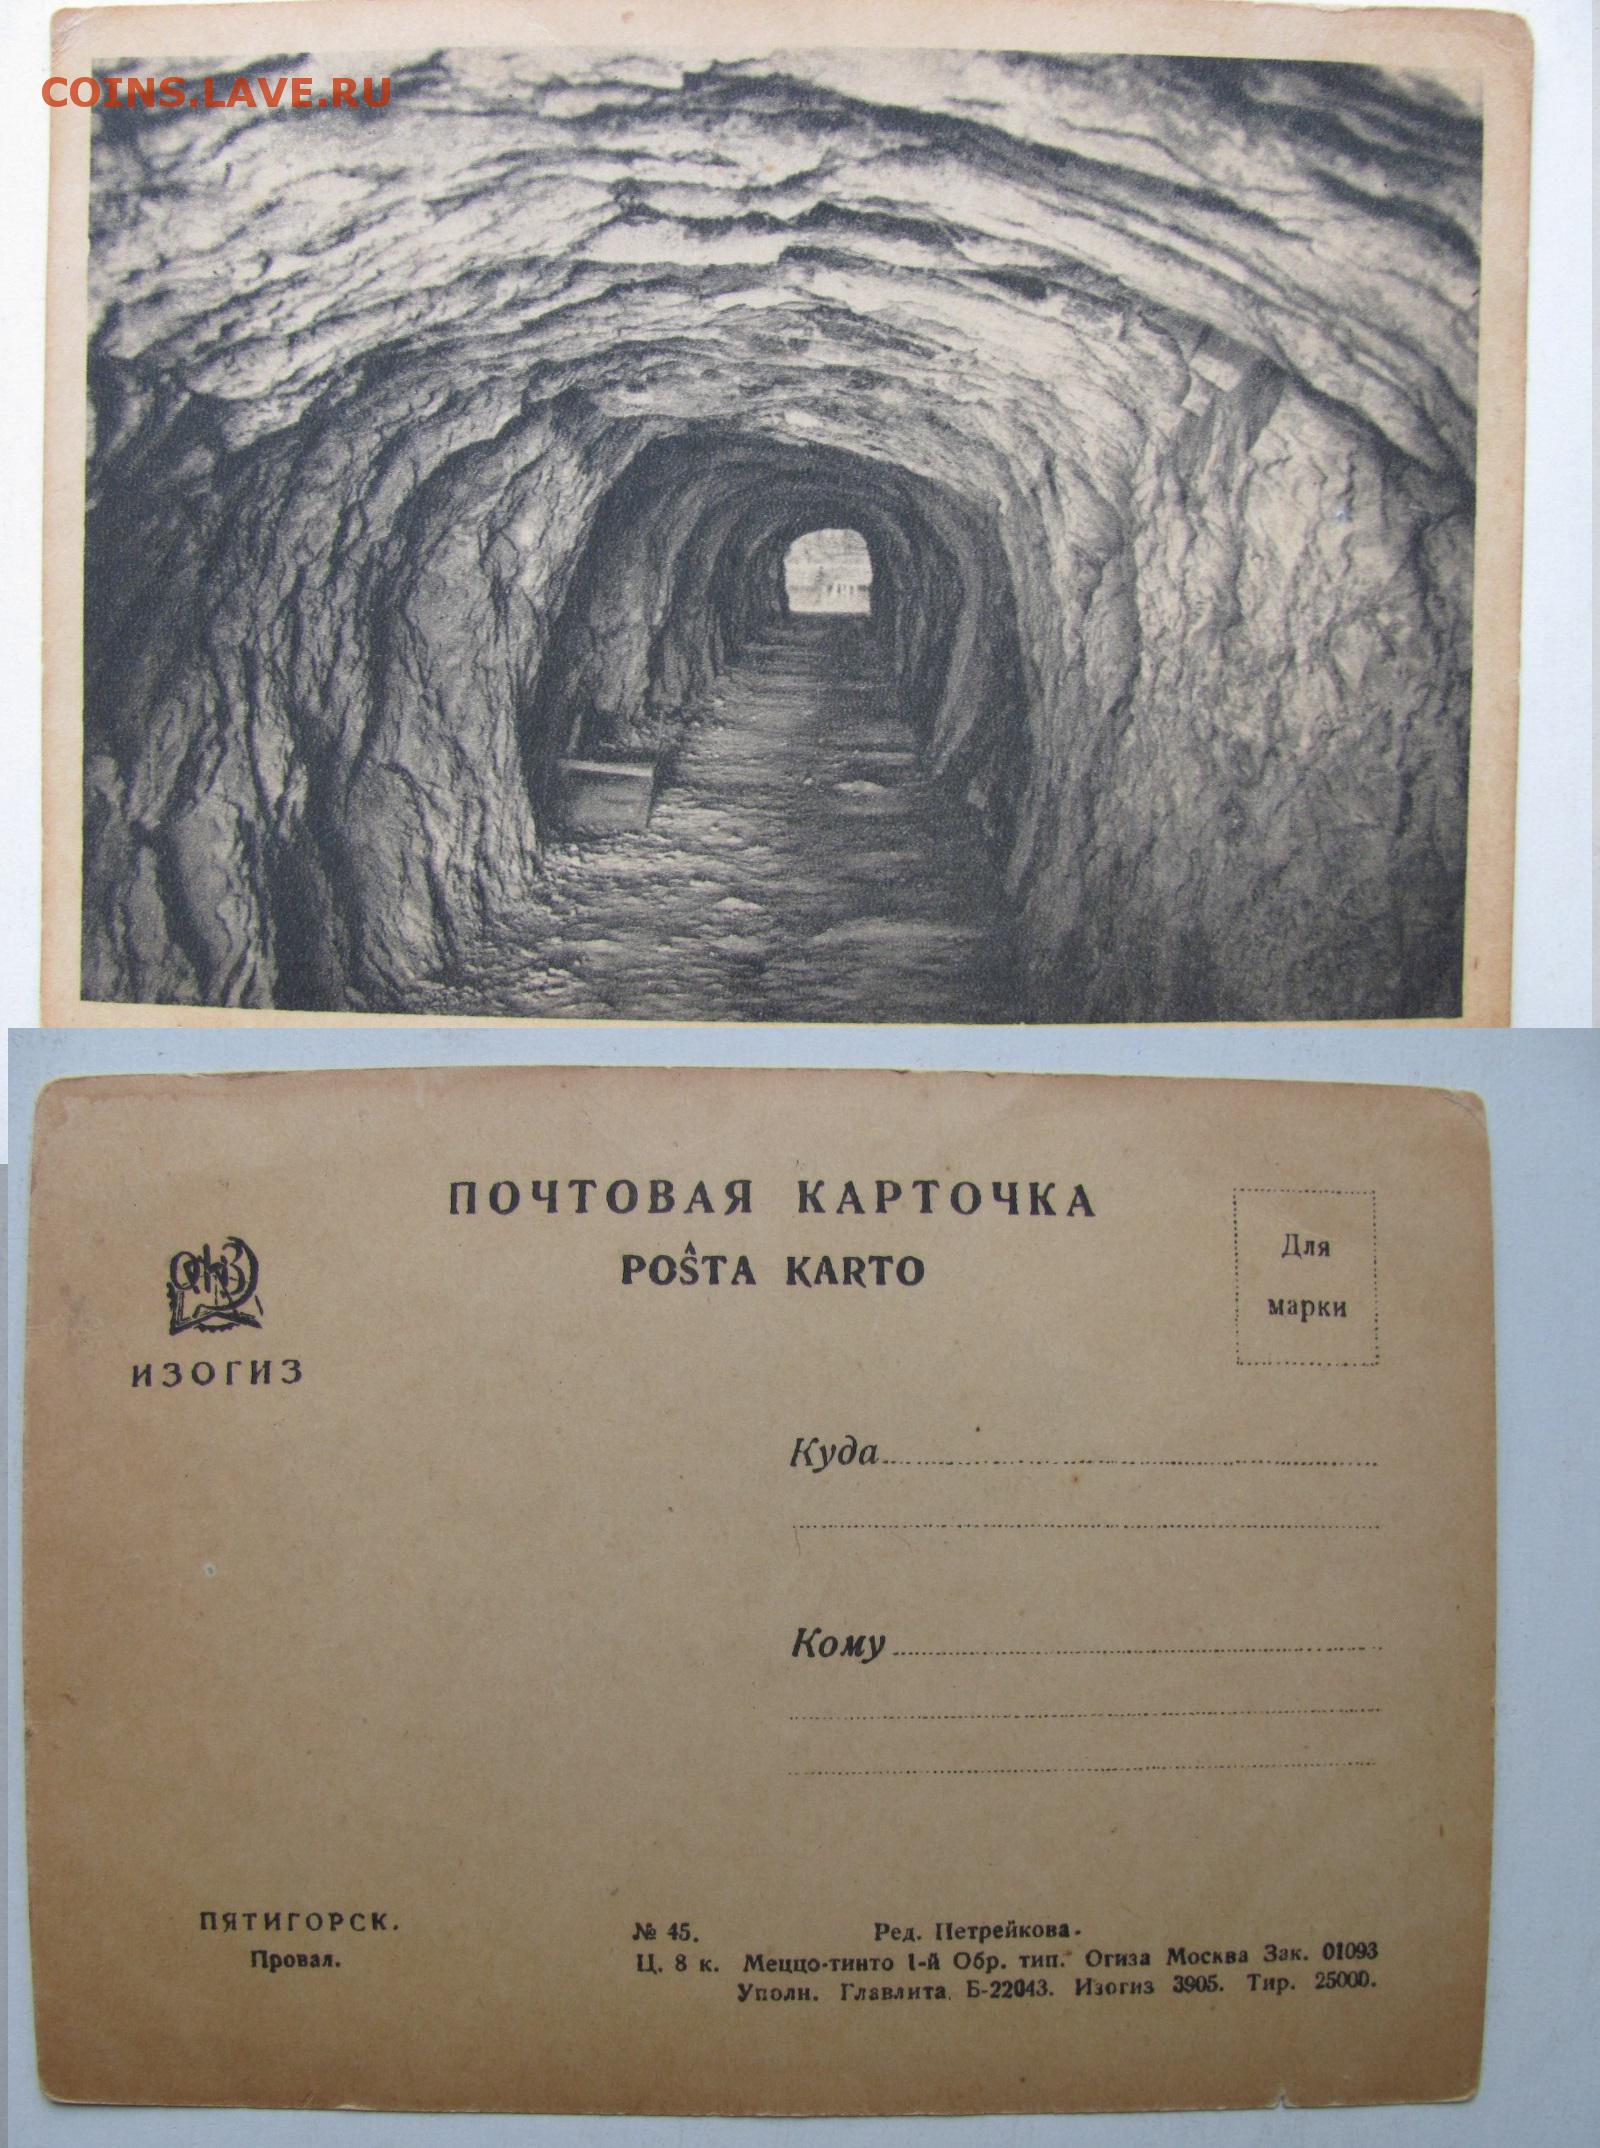 COINS.LAVE.RU
ПОЧТОВАЯ КАРТОЧКА
POŜTA KARTO
Для
марки
ИЗОГИЗ
Куда
Кому
ПЯТИГОРСК.
Провал.
№ 45. Ред. Петрейкова.
Ц. 8 к. Меццо-тинто 1-й Обр. тип. Огиза Москва Зак. 01093
Уполн. Главлита Б-22043. Изогиз 3905. Тир. 25000.